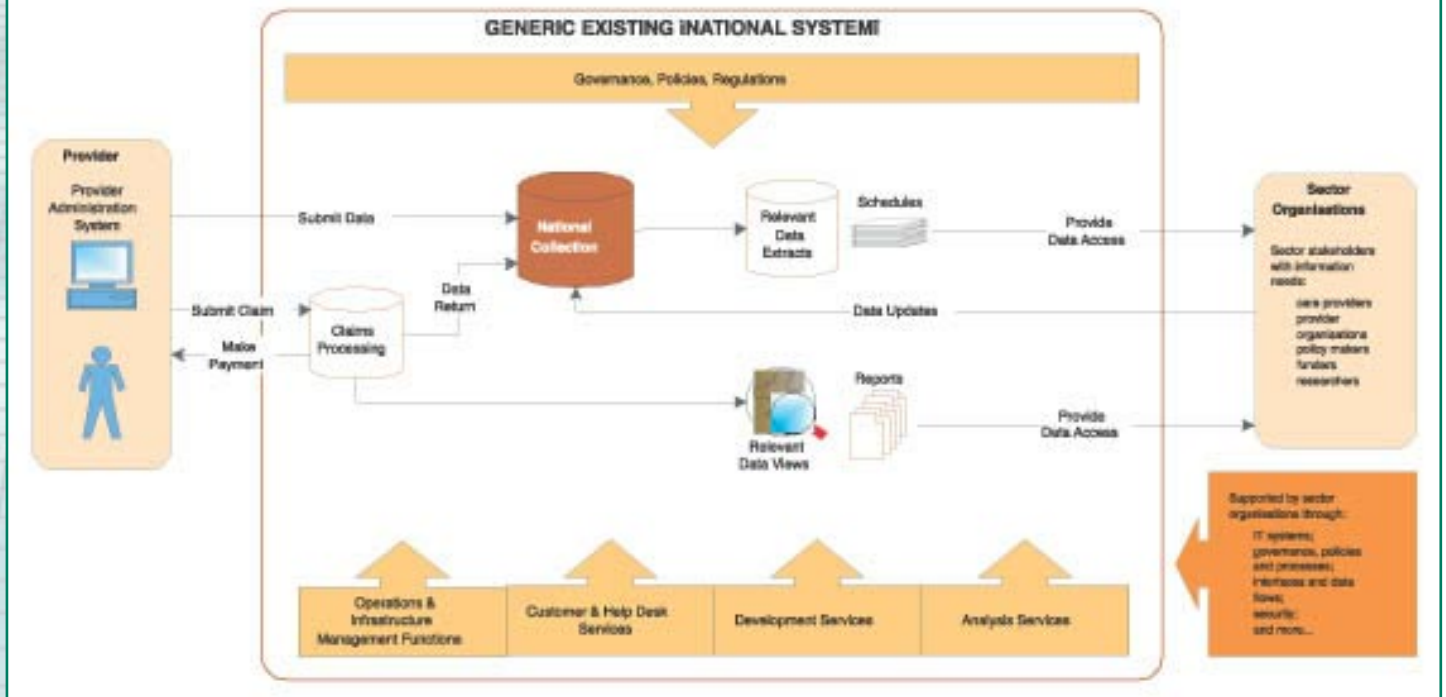 GENERIC EXISTING INATIONAL SYSTEMI
Governance, Policies, Regulations
Provider
Provider
Administration
System
Submit Data
Submit Claim
Make
Payment
Claims
Processing
Data
Return
National
Collection
Relevant
Data
Extracts
Schedules
Provide
Data Access
Data Updates
Relevant
Data Views
Reports
Provide
Data Access
Sector
Organisations
Sector stakeholders
with information
needs:
care providers
provider
organisations
policy makers
funders
researchers
Operations &
Infrastructure
Management Functions
Customer & Help Desk
Services
Development Services
Analysis Services
Supported by sector
organisations through:
IT systems;
governance, policies
and processes;
interfaces and data
flows;
security;
and more...